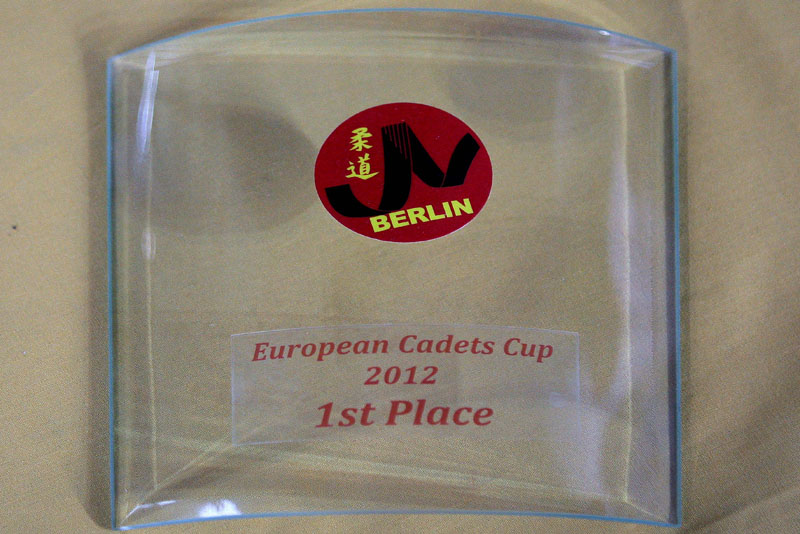 柔道
JV
BERLIN
European Cadets Cup
2012
1st Place